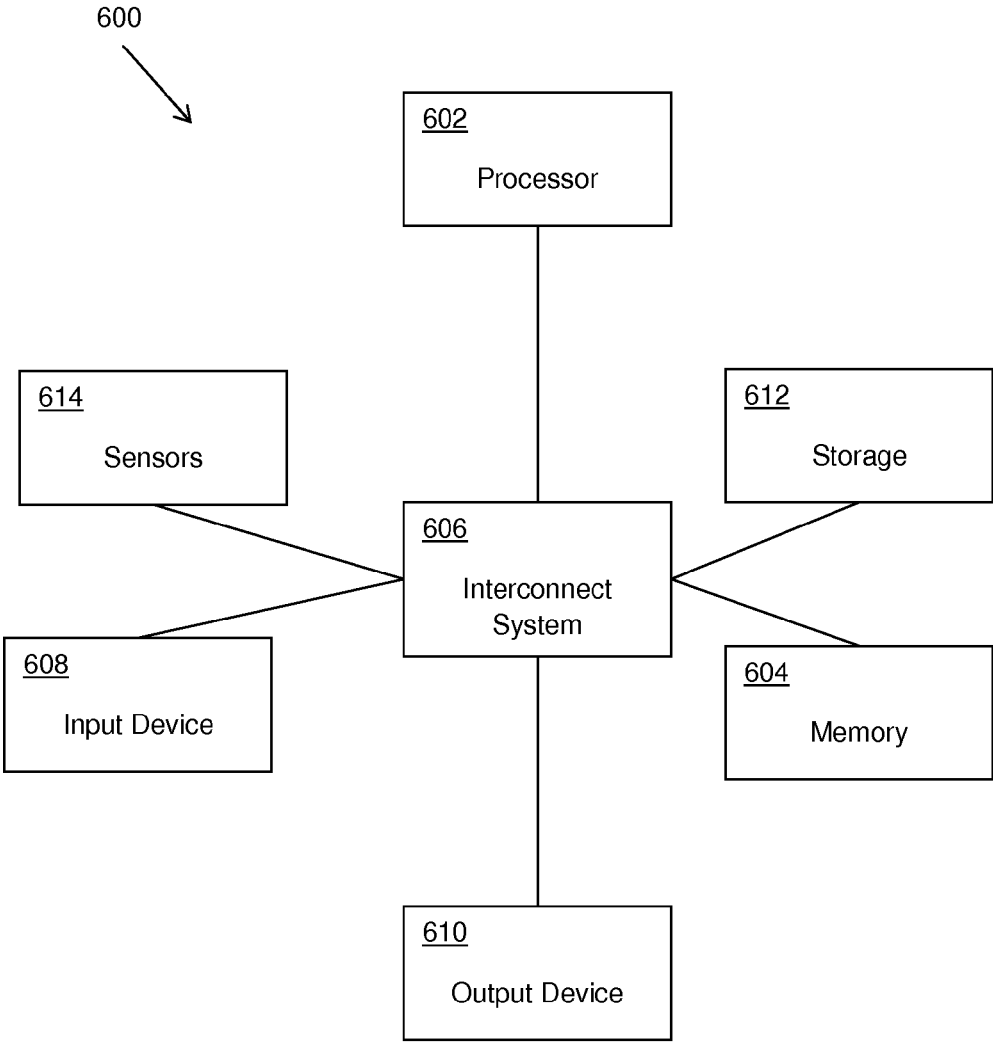 600
602
Processor
614
Sensors
612
Storage
606
Interconnect
System
608
Input Device
604
Memory
610
Output Device